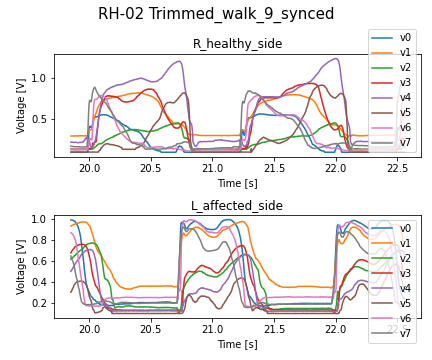 RH-02 Trimmed_walk_9_synced
R_healthy_side
Voltage [V]
1.0
0.5
20.0 20.5 21.0 21.5 22.0 22.5
Time [s]
v0
v1
v2
v3
v4
v5
v6
v7
L_affected_side
Voltage [V]
1.0
0.8
0.6
0.4
0.2
20.0 20.5 21.0 21.5 22.0
Time [s]
v0
v1
v2
v3
v4
v5
v6
v7